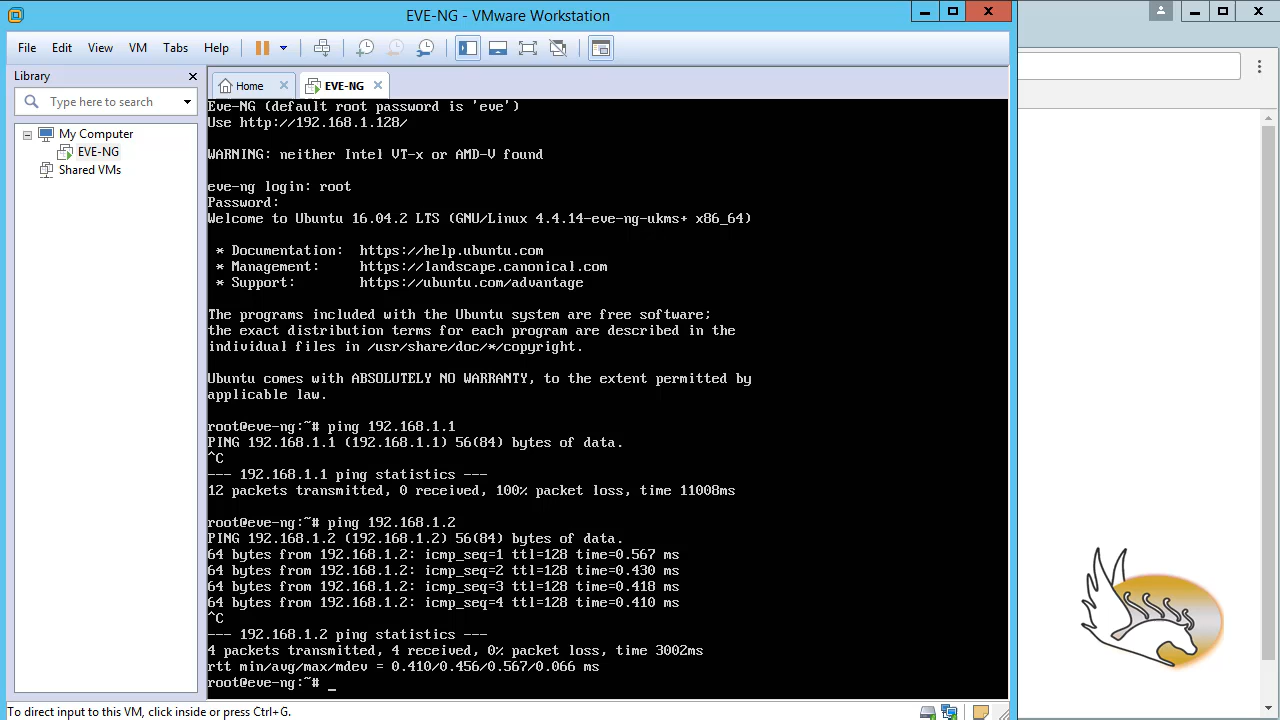 EVE-NG - VMware Workstation
File Edit View VM Tabs Help
Library
Type here to search
My Computer
EVE-NG
Shared VMs
Home
EVE-NG
Eve-NG (default root password is 'eve')
Use http://192.168.1.128/
WARNING: neither Intel VT-x or AMD-V found
eve-ng login: root
Password:
Welcome to Ubuntu 16.04.2 LTS (GNU/Linux 4.4.14-eve-ng-ukms+ x86_64)
* Documentation:  https://help.ubuntu.com
* Management:     https://landscape.canonical.com
* Support:        https://ubuntu.com/advantage
The programs included with the Ubuntu system are free software;
the exact distribution terms for each program are described in the
individual files in /usr/share/doc/*/copyright.
Ubuntu comes with ABSOLUTELY NO WARRANTY, to the extent permitted by
applicable law.
root@eve-ng:~# ping 192.168.1.1
PING 192.168.1.1 (192.168.1.1) 56(84) bytes of data.
^C
--- 192.168.1.1 ping statistics ---
12 packets transmitted, 0 received, 100% packet loss, time 11008ms
root@eve-ng:~# ping 192.168.1.2
PING 192.168.1.2 (192.168.1.2) 56(84) bytes of data.
64 bytes from 192.168.1.2: icmp_seq=1 ttl=128 time=0.567 ms
64 bytes from 192.168.1.2: icmp_seq=2 ttl=128 time=0.430 ms
64 bytes from 192.168.1.2: icmp_seq=3 ttl=128 time=0.418 ms
64 bytes from 192.168.1.2: icmp_seq=4 ttl=128 time=0.410 ms
^C
--- 192.168.1.2 ping statistics ---
4 packets transmitted, 4 received, 0% packet loss, time 3002ms
rtt min/avg/max/mdev = 0.410/0.456/0.567/0.066 ms
root@eve-ng:~# _
To direct input to this VM, click inside or press Ctrl+G.